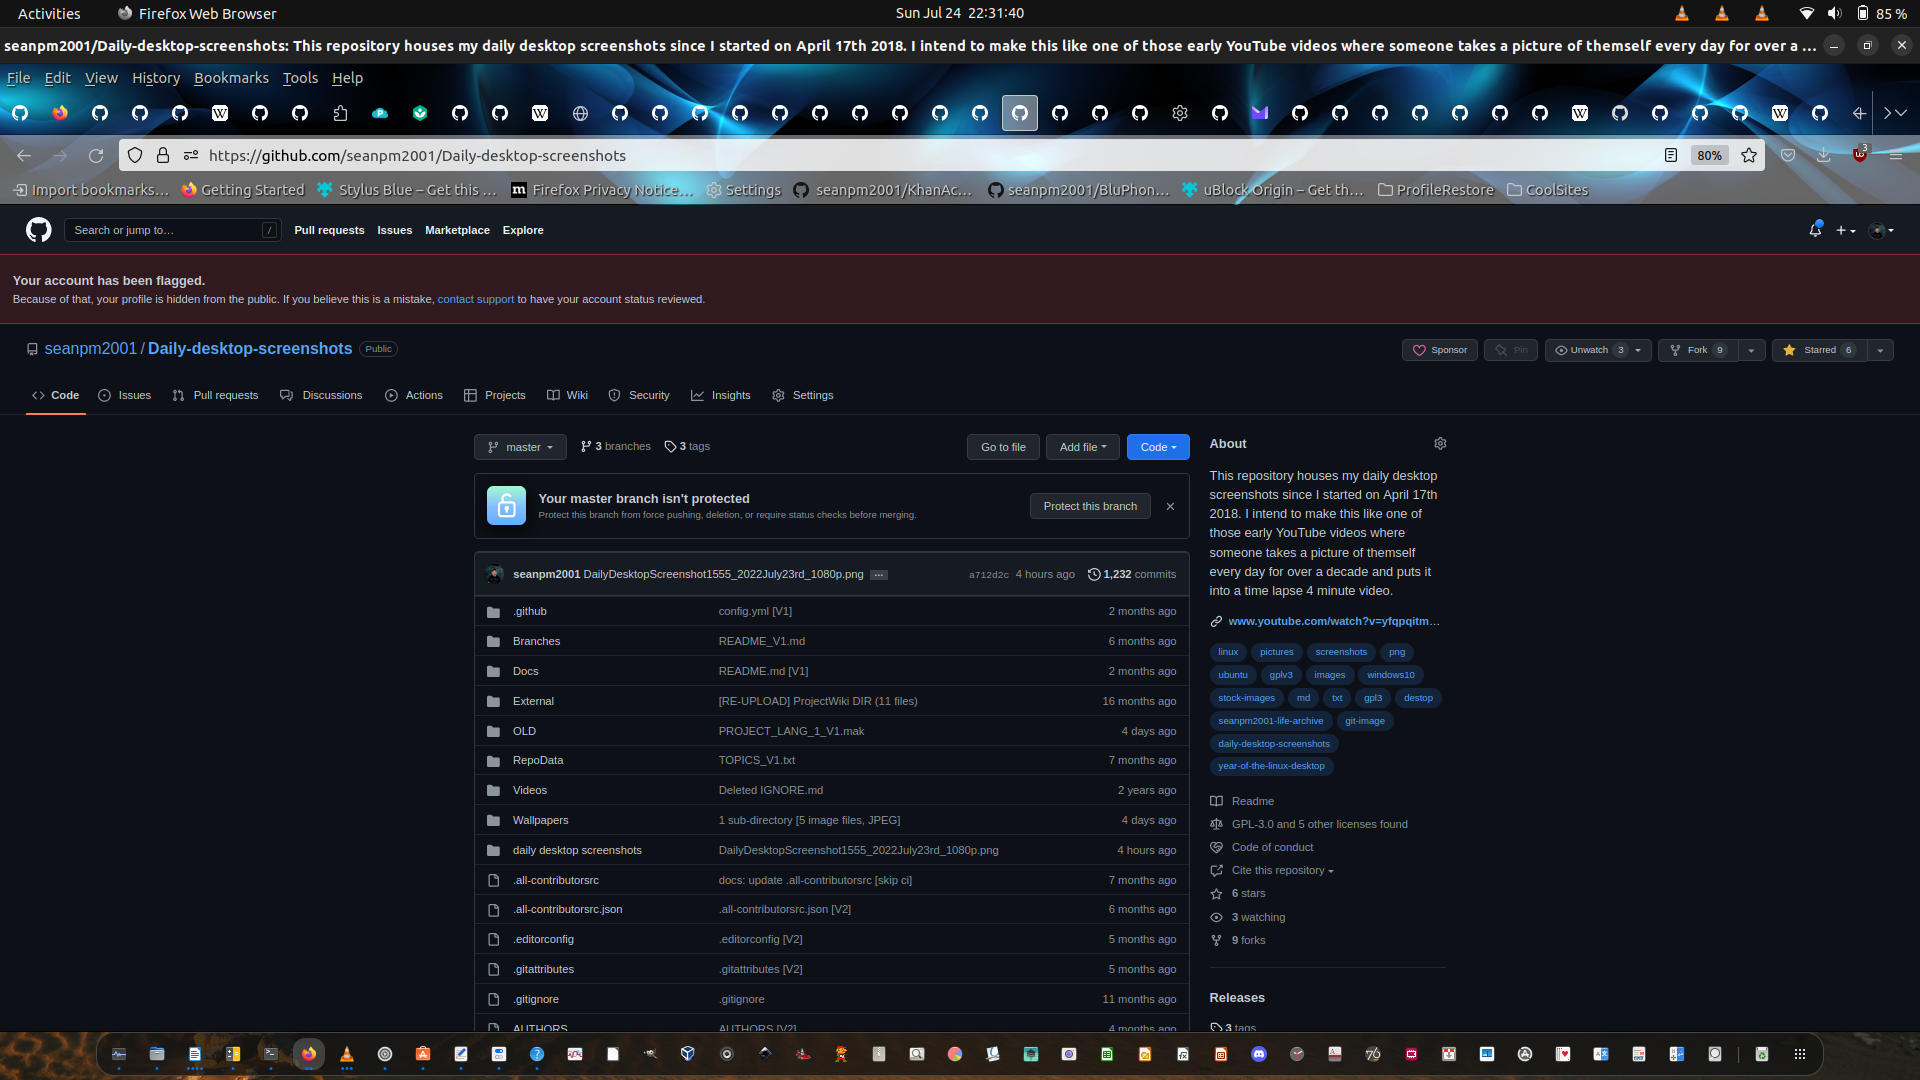 Activities Firefox Web Browser Sun Jul 24 22:31:40 85 %
seanpm2001/Daily-desktop-screenshots: This repository houses my daily desktop screenshots since I started on April 17th 2018. I intend to make this like one of those early YouTube videos where someone takes a picture of themself every day for over a ...
File Edit View History Bookmarks Tools Help
https://github.com/seanpm2001/Daily-desktop-screenshots 80% 3
Import bookmarks... Getting Started Stylus Blue – Get this ... Firefox Privacy Notice... Settings seanpm2001/KhanAc... seanpm2001/BluPhon... uBlock Origin – Get th... ProfileRestore CoolSites
Search or jump to... / Pull requests Issues Marketplace Explore
Your account has been flagged.
Because of that, your profile is hidden from the public. If you believe this is a mistake, contact support to have your account status reviewed.
seanpm2001 / Daily-desktop-screenshots Public Sponsor Pin Unwatch 3 Fork 9 Starred 6
Code Issues Pull requests Discussions Actions Projects Wiki Security Insights Settings
master 3 branches 3 tags Go to file Add file Code
Your master branch isn't protected
Protect this branch from force pushing, deletion, or require status checks before merging.
Protect this branch
seanpm2001 DailyDesktopScreenshot1555_2022July23rd_1080p.png ... a712d2c 4 hours ago 1,232 commits
.github config.yml [V1] 2 months ago
Branches README_V1.md 6 months ago
Docs README.md [V1] 2 months ago
External [RE-UPLOAD] ProjectWiki DIR (11 files) 16 months ago
OLD PROJECT_LANG_1_V1.mak 4 days ago
RepoData TOPICS_V1.txt 7 months ago
Videos Deleted IGNORE.md 2 years ago
Wallpapers 1 sub-directory [5 image files, JPEG] 4 days ago
daily desktop screenshots DailyDesktopScreenshot1555_2022July23rd_1080p.png 4 hours ago
.all-contributorsrc docs: update .all-contributorsrc [skip ci] 7 months ago
.all-contributorsrc.json .all-contributorsrc.json [V2] 6 months ago
.editorconfig .editorconfig [V2] 5 months ago
.gitattributes .gitattributes [V2] 5 months ago
.gitignore .gitignore 11 months ago
AUTHORS AUTHORS [V2] 4 months ago
About
This repository houses my daily desktop
screenshots since I started on April 17th
2018. I intend to make this like one of
those early YouTube videos where
someone takes a picture of themself
every day for over a decade and puts it
into a time lapse 4 minute video.
www.youtube.com/watch?v=yfqpqitm...
linux pictures screenshots png
ubuntu gplv3 images windows10
stock-images md txt gpl3 destop
seanpm2001-life-archive git-image
daily-desktop-screenshots
year-of-the-linux-desktop
Readme
GPL-3.0 and 5 other licenses found
Code of conduct
Cite this repository
6 stars
3 watching
9 forks
Releases
3 tags